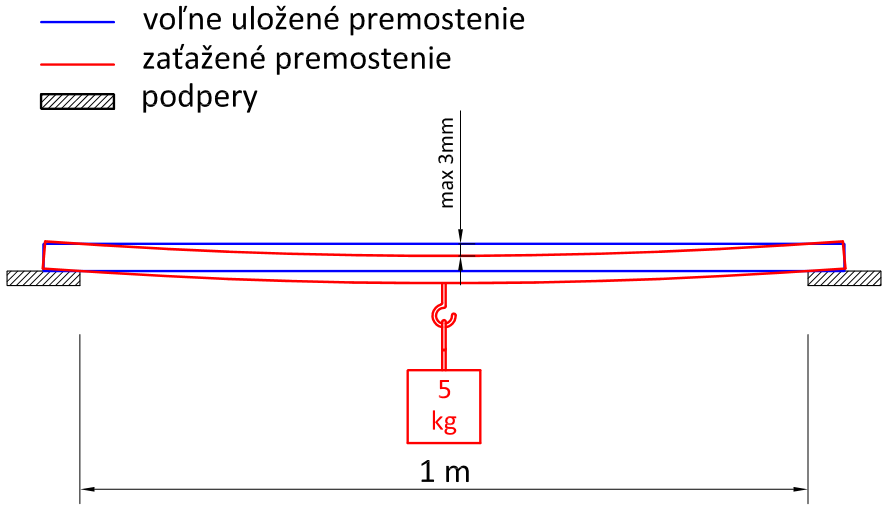 voľne uložené premostenie
zaťažené premostenie
podpery
max 3mm
5
kg
1 m